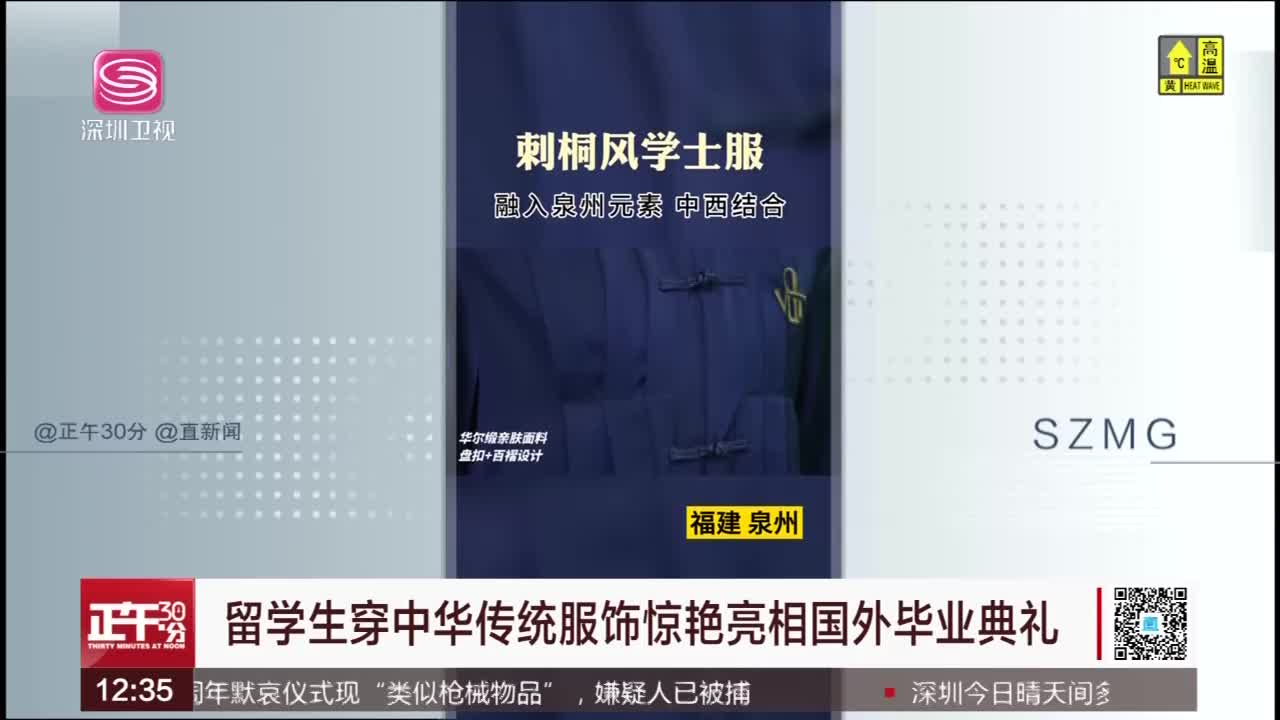 深圳卫视
高温
℃
黄 HEAT WAVE
刺桐风学士服
融入泉州元素 中西结合
@正午30分 @直新闻
SZMG
华尔缎亲肤面料
盘扣+百褶设计
福建 泉州
正午30分
THIRTY MINUTES AT NOON
留学生穿中华传统服饰惊艳亮相国外毕业典礼
12:35
周年默哀仪式现“类似枪械物品”，嫌疑人已被捕
深圳今日晴天间多